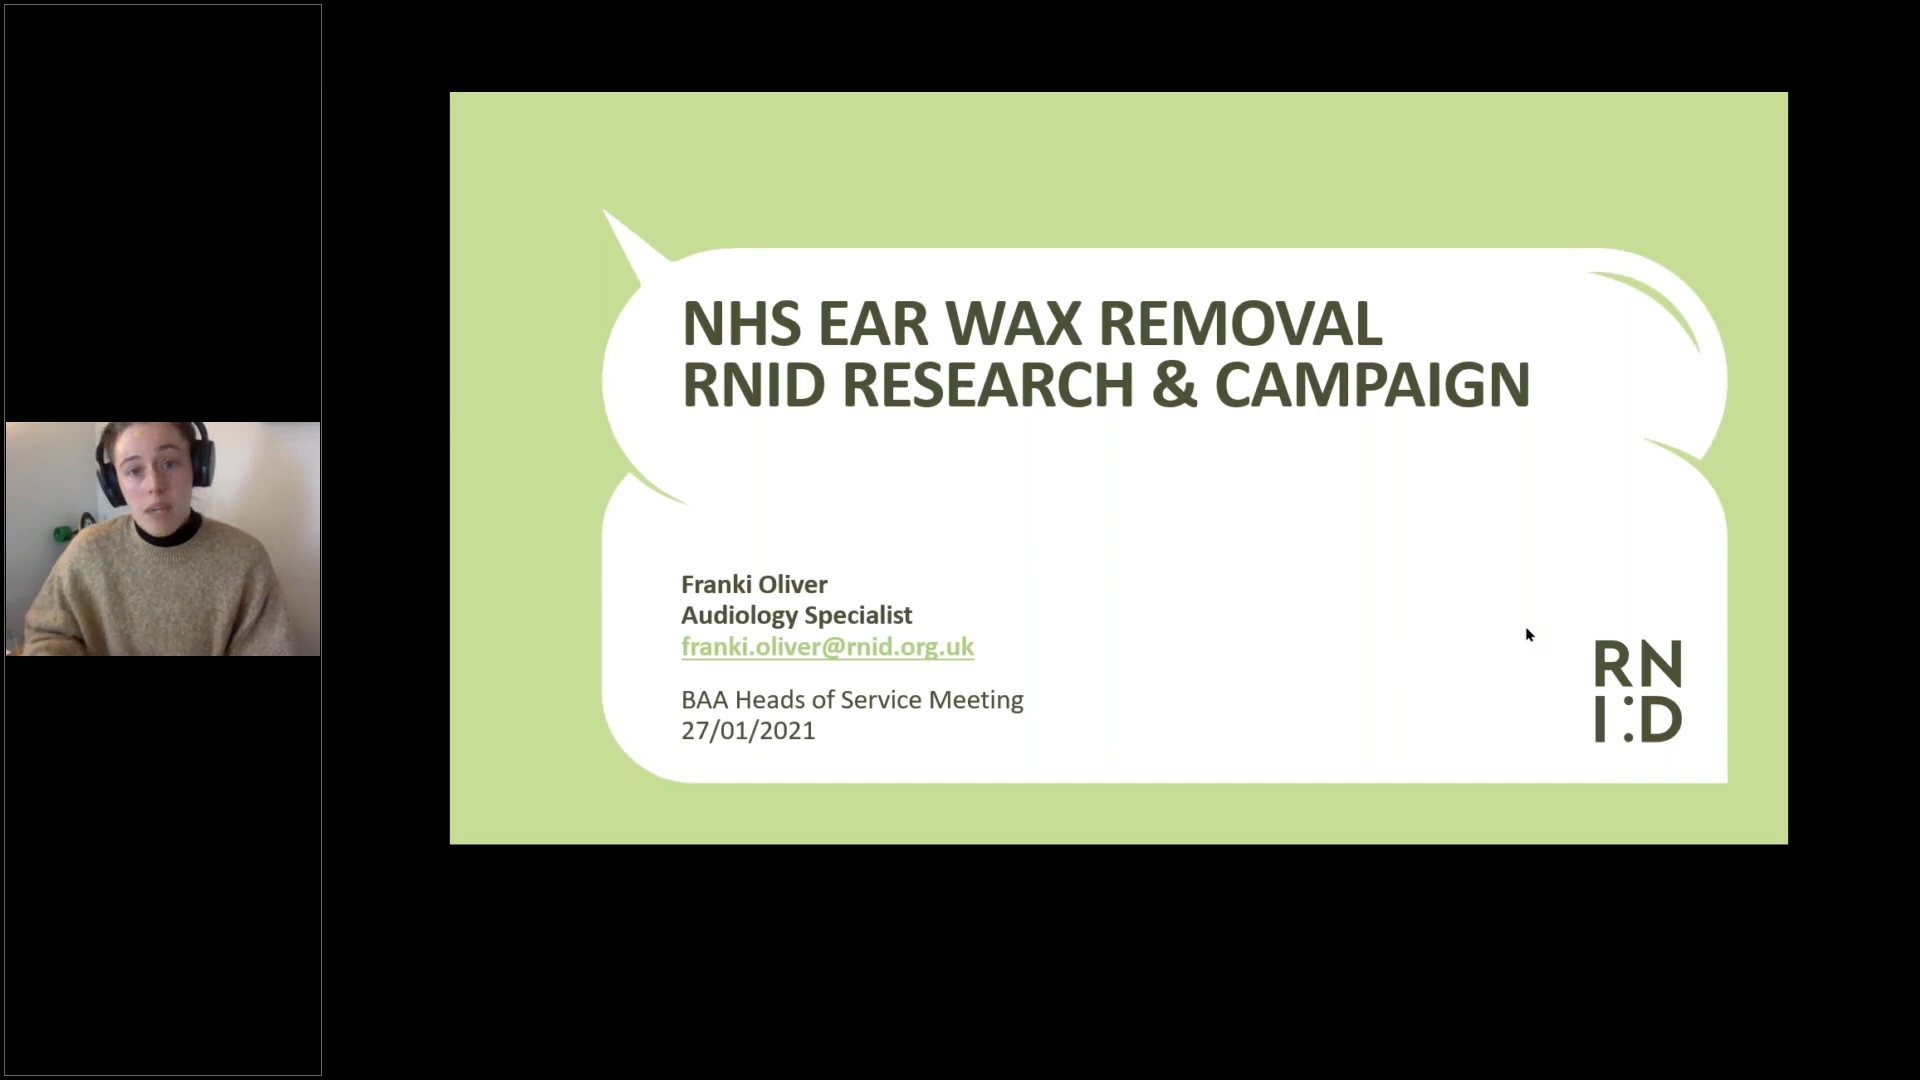 NHS EAR WAX REMOVAL
RNID RESEARCH & CAMPAIGN
Franki Oliver
Audiology Specialist
franki.oliver@rnid.org.uk
BAA Heads of Service Meeting
27/01/2021
RN
I:D